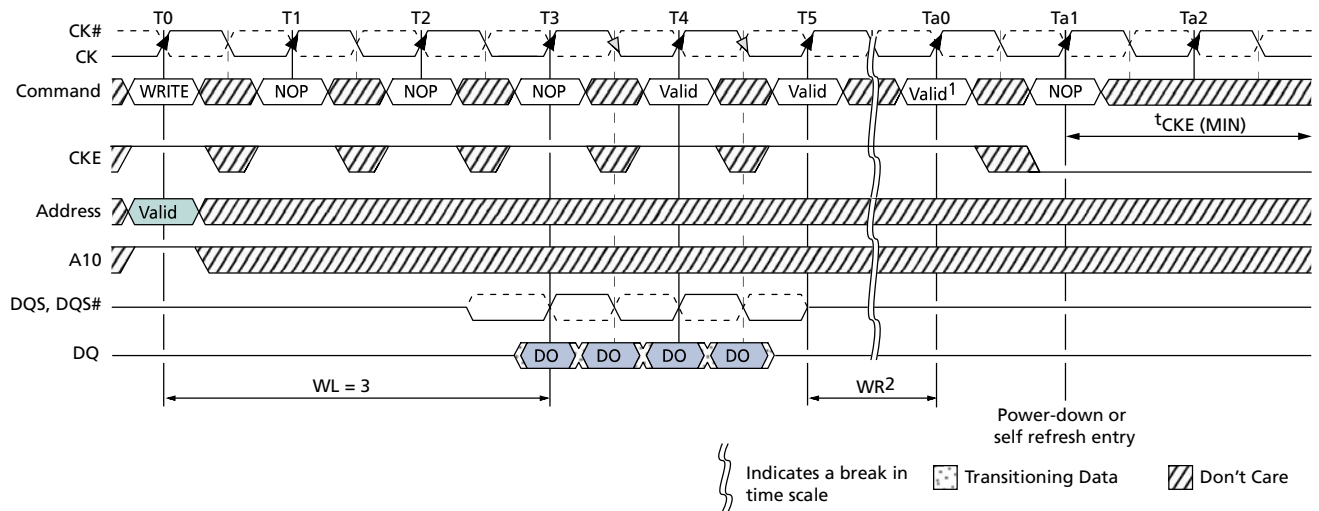 T0 T1 T2 T3 T4 T5 Ta0 Ta1 Ta2
CK#
CK
Command WRITE NOP NOP NOP Valid Valid Valid1 NOP
tCKE (MIN)
CKE
Address Valid
A10
DQS, DQS#
DQ DO DO DO DO
WL = 3 WR2
Power-down or
self refresh entry
Indicates a break in
time scale
Transitioning Data
Don't Care